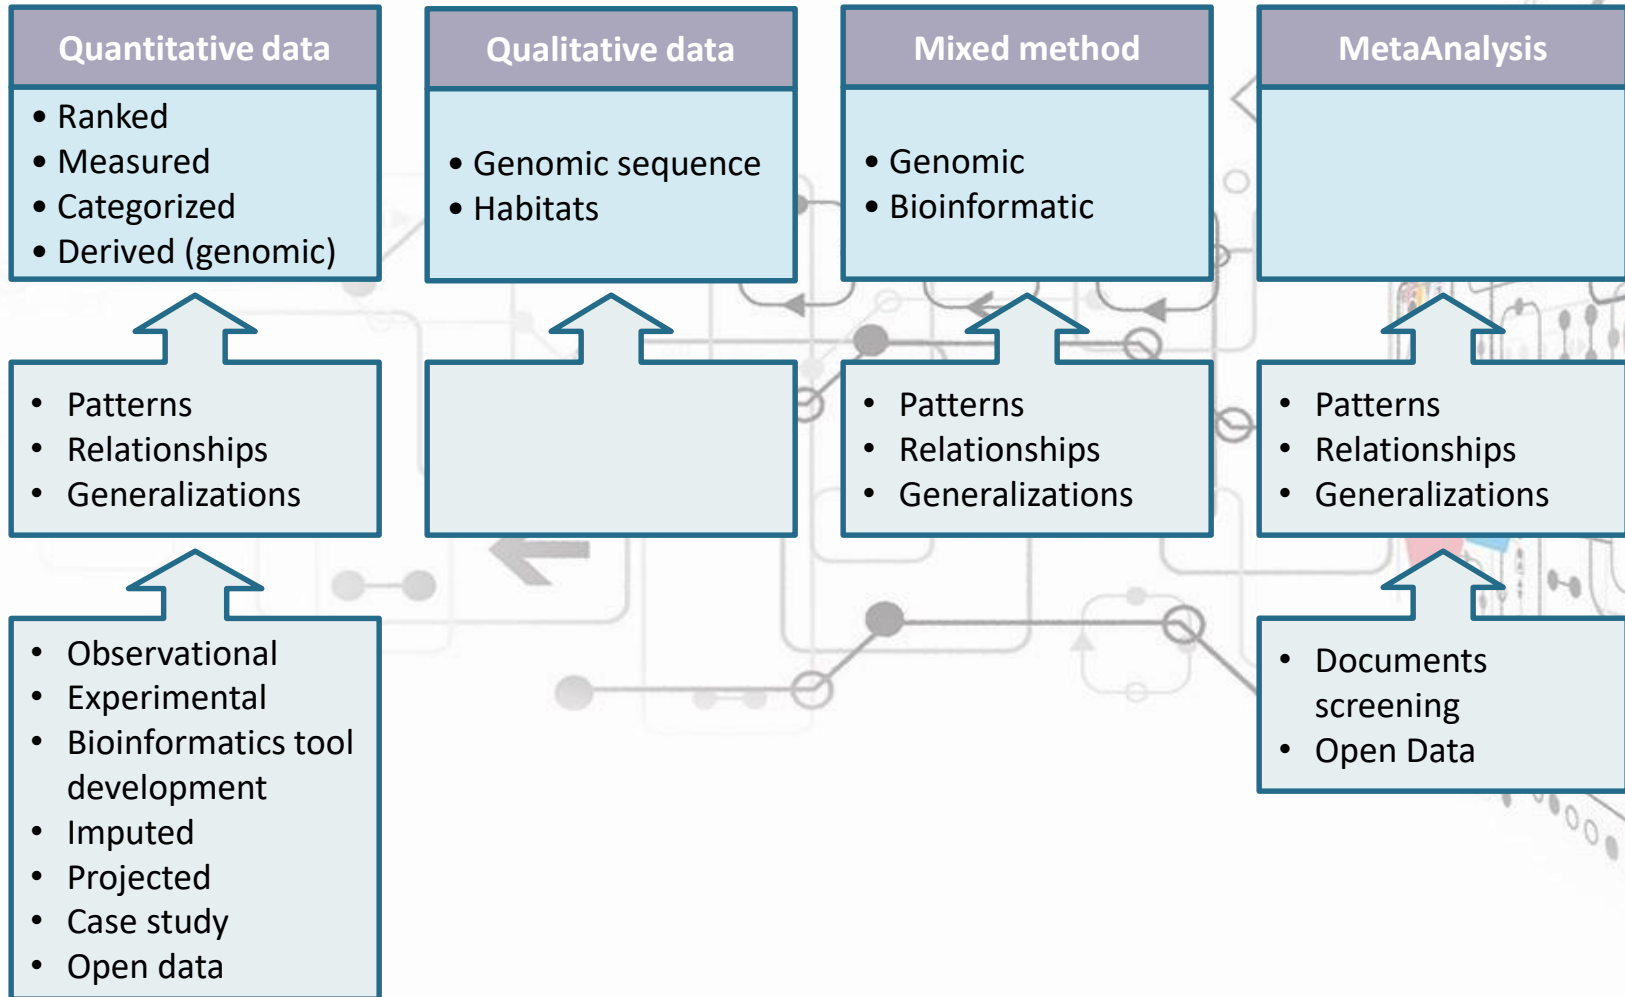 Quantitative data
• Ranked
• Measured
• Categorized
• Derived (genomic)
• Patterns
• Relationships
• Generalizations
• Observational
• Experimental
• Bioinformatics tool
development
• Imputed
• Projected
• Case study
• Open data
Qualitative data
• Genomic sequence
• Habitats
Mixed method
• Genomic
• Bioinformatic
• Patterns
• Relationships
• Generalizations
MetaAnalysis
• Patterns
• Relationships
• Generalizations
• Documents
screening
• Open Data